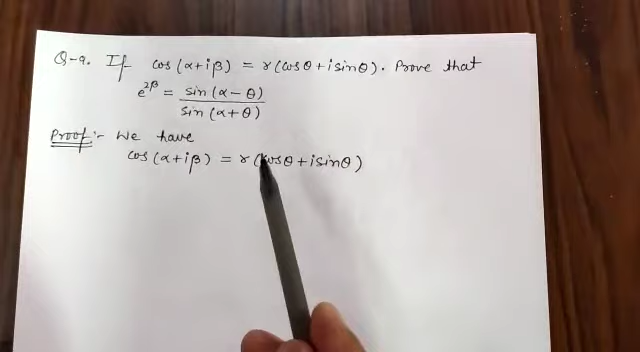 Q-9. If cos(α+iβ) = r(cosθ+isinθ). Prove that
e^2β = sin(α-θ) / sin(α+θ)
Proof:- We have
cos(α+iβ) = r(cosθ+isinθ)